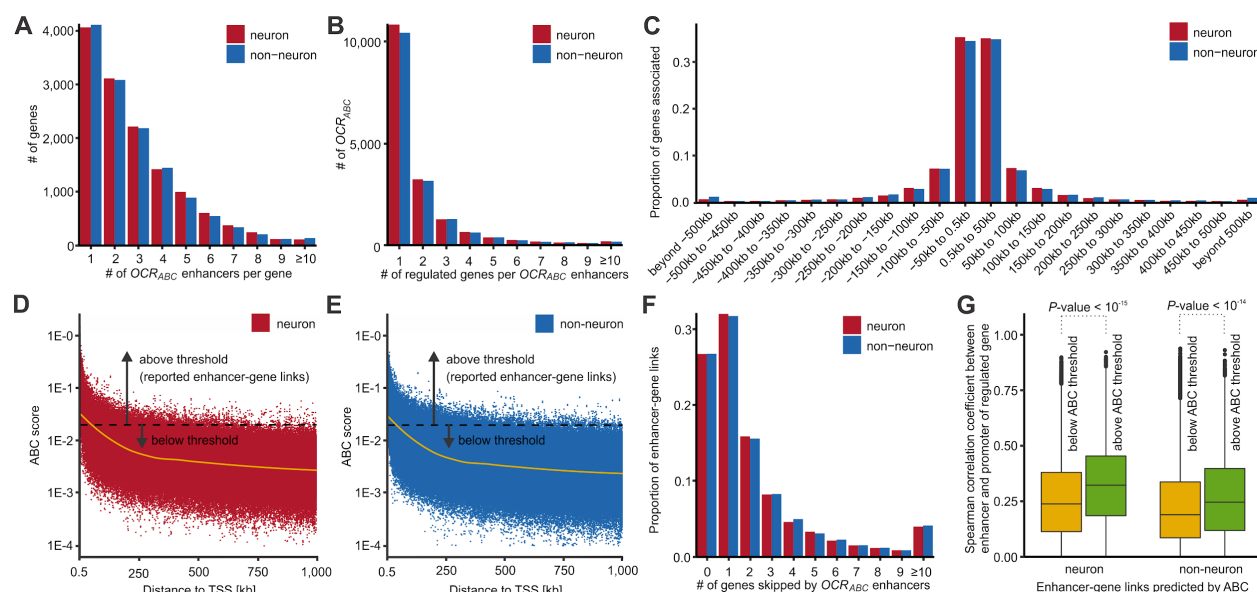 A
4,000
3,000
2,000
1,000
0
# of genes
neuron
non−neuron
1 2 3 4 5 6 7 8 9 ≥10
# of OCRABC enhancers per gene
B
10,000
5,000
0
# of OCRABC
neuron
non−neuron
1 2 3 4 5 6 7 8 9 ≥10
# of regulated genes per OCRABC enhancers
C
0.3
0.2
0.1
0.0
Proportion of genes associated
neuron
non−neuron
beyond −500kb
−500kb to −450kb
−450kb to −400kb
−400kb to −350kb
−350kb to −300kb
−300kb to −250kb
−250kb to −200kb
−200kb to −150kb
−150kb to −100kb
−100kb to −50kb
−50kb to 0.5kb
0.5kb to 50kb
50kb to 100kb
100kb to 150kb
150kb to 200kb
200kb to 250kb
250kb to 300kb
300kb to 350kb
350kb to 400kb
400kb to 450kb
450kb to 500kb
beyond 500kb
D
neuron
1E−0
1E−1
1E−2
1E−3
1E−4
ABC score
above threshold
(reported enhancer-gene links)
below threshold
0.5 250 500 750 1,000
Distance to TSS [kb]
E
non-neuron
1E−0
1E−1
1E−2
1E−3
1E−4
ABC score
above threshold
(reported enhancer-gene links)
below threshold
0.5 250 500 750 1,000
Distance to TSS [kb]
F
0.3
0.2
0.1
0.0
Proportion of enhancer-gene links
neuron
non−neuron
0 1 2 3 4 5 6 7 8 9 ≥10
# of genes skipped by OCRABC enhancers
G
P-value < 10-15
P-value < 10-14
1.00
0.75
0.50
0.25
0.00
Spearman correlation coefficient between
enhancer and promoter of regulated gene
below ABC threshold
above ABC threshold
below ABC threshold
above ABC threshold
neuron non-neuron
Enhancer-gene links predicted by ABC